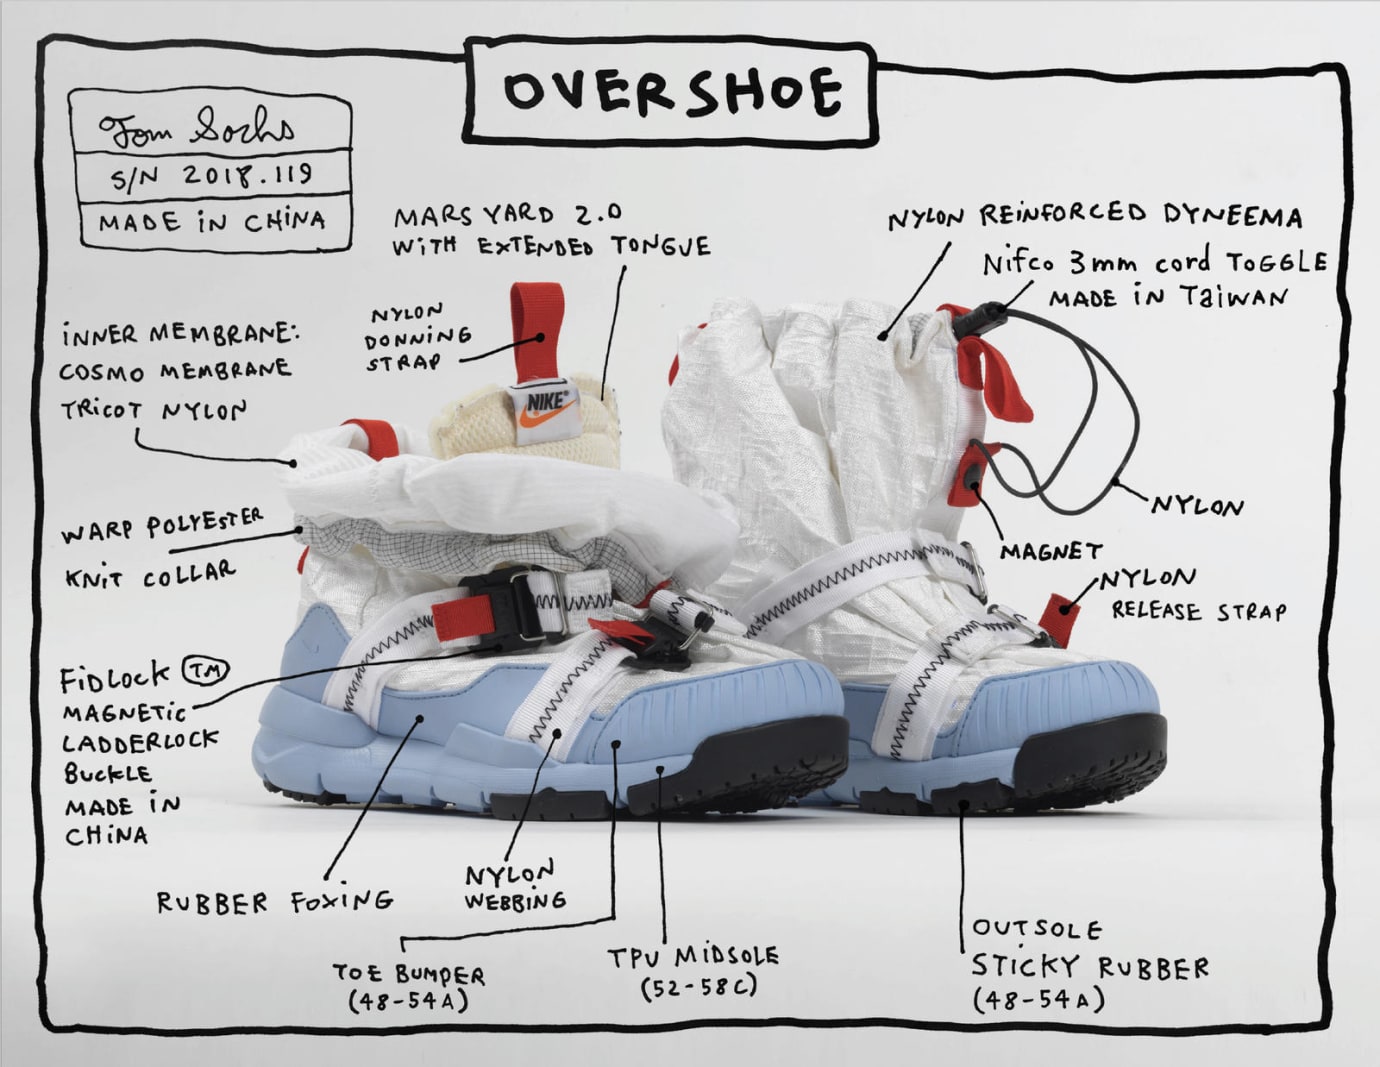 OVERSHOE
Tom Sachs
S/N 2018.119
MADE iN CHiNA
MARS YARD 2.0
WiTH EXTENDED TONGUE
NYLON REiNFORCED DYNEEMA
Nifco 3mm cord TOGGLE
MADE iN TaiWAN
NYLON
DONNING
STRAP
iNNER MEMBRANE:
COSMO MEMBRANE
TRiCOT NYLON
NIKE
WARP POLYESTER
KNiT COLLAR
NYLON
MAGNET
NYLON
RELEASE STRAP
FiDLOCK TM
MAGNETiC
LADDERLOCK
BUCKLE
MADE iN
CHiNA
RUBBER FOXiNG
NYLON
WEBBiNG
TOE BUMPER
(48-54A)
TPU MiDSOLE
(52-58C)
OUTSOLE
STiCKY RUBBER
(48-54A)